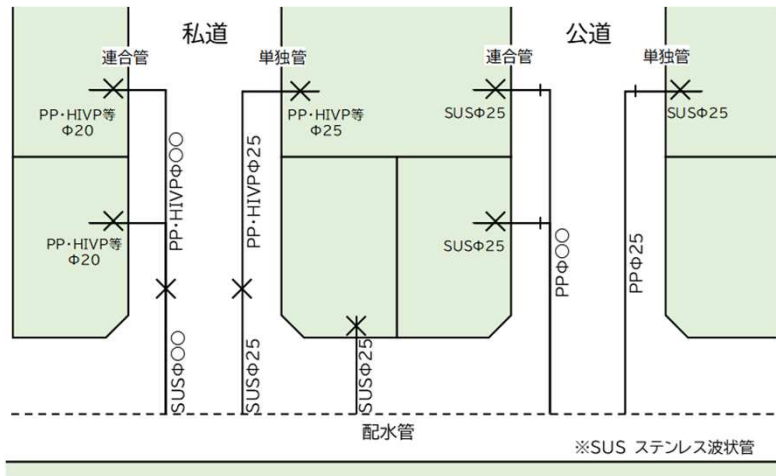 私道
公道
連合管
単独管
連合管
単独管
PP・HIVP等
Φ20
PP・HIVP等
Φ25
SUSΦ25
SUSΦ25
PP・HIVPΦ〇〇
PP・HIVPΦ25
PP・HIVP等
Φ20
SUSΦ25
PPΦ〇〇
PPΦ25
SUSΦ〇〇
SUSΦ25
SUSΦ25
配水管
※SUS ステンレス波状管